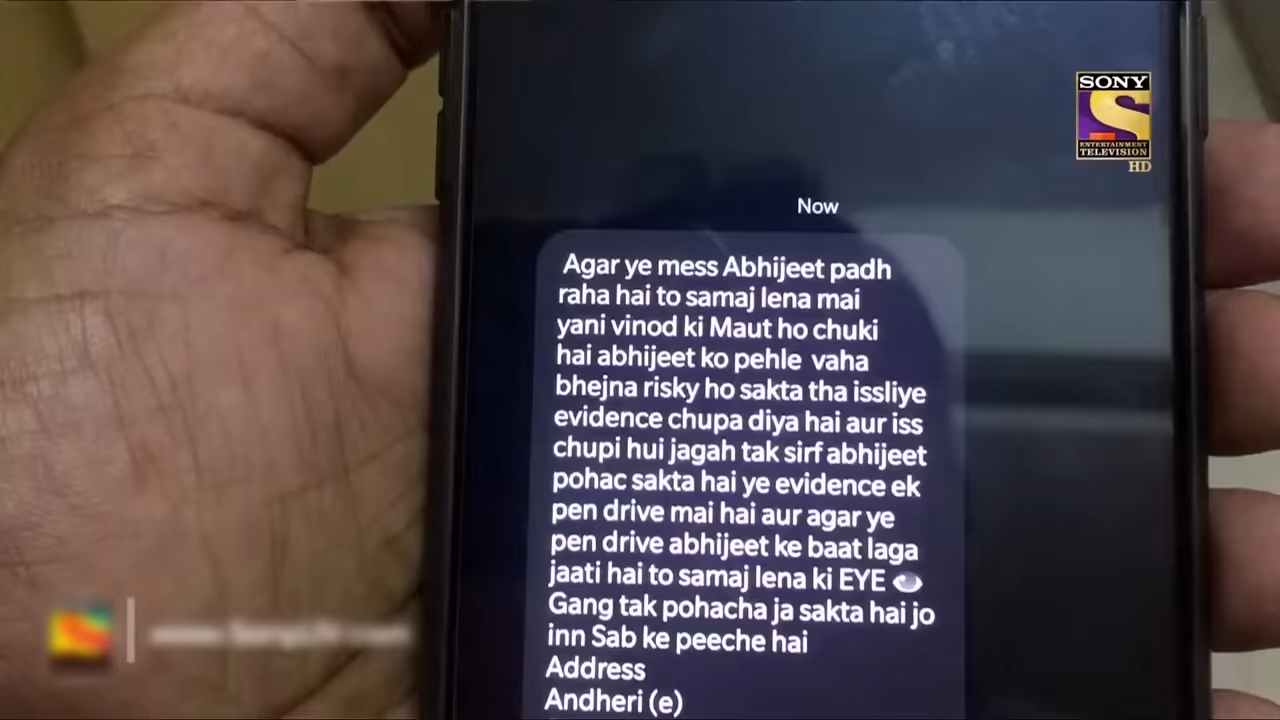 SONY
ENTERTAINMENT
TELEVISION
HD
Now
Agar ye mess Abhijeet padh
raha hai to samaj lena mai
yani vinod ki Maut ho chuki
hai abhijeet ko pehle vaha
bhejna risky ho sakta tha issliye
evidence chupa diya hai aur iss
chupi hui jagah tak sirf abhijeet
pohac sakta hai ye evidence ek
pen drive mai hai aur agar ye
pen drive abhijeet ke baat laga
jaati hai to samaj lena ki EYE 👁
Gang tak pohacha ja sakta hai jo
inn Sab ke peeche hai
Address
Andheri (e)